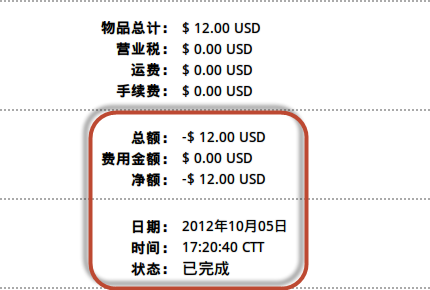 物品总计： $ 12.00 USD
营业税： $ 0.00 USD
运费： $ 0.00 USD
手续费： $ 0.00 USD
总额： -$ 12.00 USD
费用金额： $ 0.00 USD
净额： -$ 12.00 USD
日期： 2012年10月05日
时间： 17:20:40 CTT
状态： 已完成